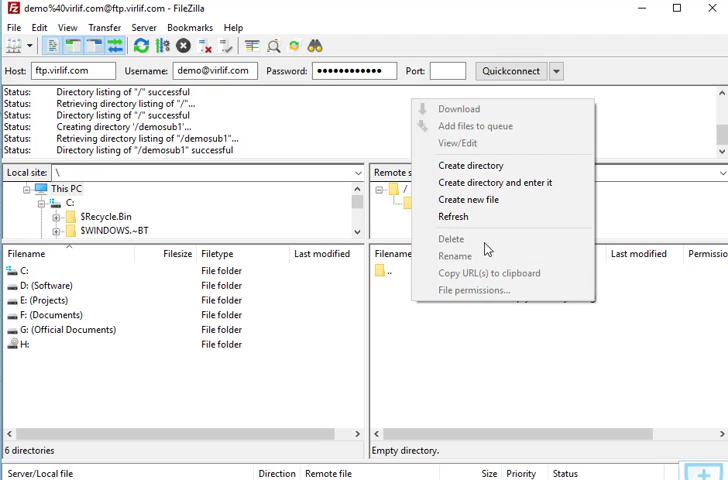 demo%40virlif.com@ftp.virlif.com - FileZilla
File Edit View Transfer Server Bookmarks Help
Host: ftp.virlif.com Username: demo@virlif.com Password: •••••••••••• Port: Quickconnect
Status: Directory listing of "/" successful
Status: Retrieving directory listing of "/"...
Status: Directory listing of "/" successful
Status: Creating directory '/demosub1'...
Status: Retrieving directory listing of "/demosub1"...
Status: Directory listing of "/demosub1" successful
Download
Add files to queue
View/Edit
Create directory
Create directory and enter it
Create new file
Refresh
Delete
Rename
Copy URL(s) to clipboard
File permissions...
Local site: \
This PC
C:
$Recycle.Bin
$WINDOWS.~BT
Remote
/
Filename Filesize Filetype Last modified
C: File folder
D: (Software) File folder
E: (Projects) File folder
F: (Documents) File folder
G: (Official Documents) File folder
H: File folder
6 directories
Filename Last modified Permissio
..
Empty directory.
Server/Local file Direction Remote file Size Priority Status